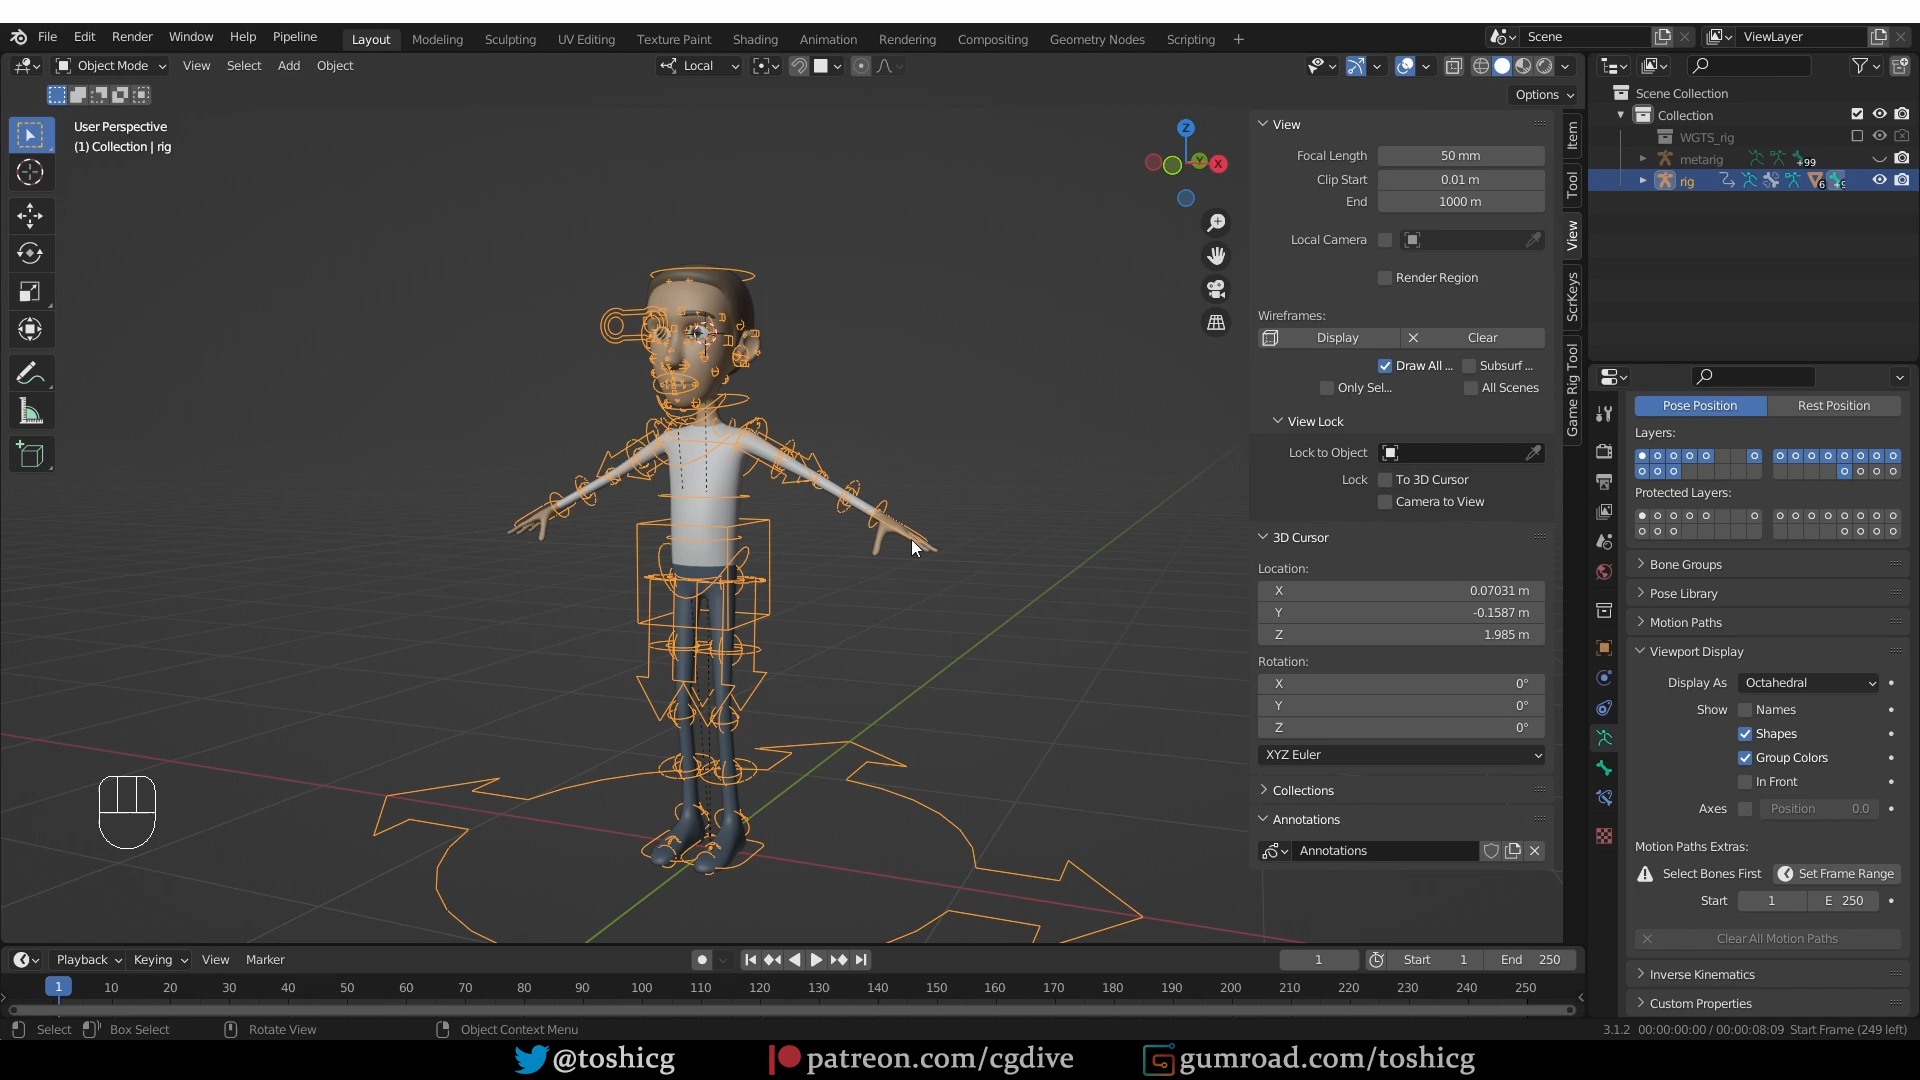 File Edit Render Window Help Pipeline
Layout Modeling Sculpting UV Editing Texture Paint Shading Animation Rendering Compositing Geometry Nodes Scripting +
Scene
ViewLayer
Object Mode View Select Add Object
Local
Options
User Perspective
(1) Collection | rig
Z
Y
X
View
Focal Length 50 mm
Clip Start 0.01 m
End 1000 m
Local Camera
Render Region
Wireframes:
Display Clear
Draw All ... Subsurf ...
Only Sel... All Scenes
View Lock
Lock to Object
Lock To 3D Cursor
Camera to View
3D Cursor
Location:
X 0.07031 m
Y -0.1587 m
Z 1.985 m
Rotation:
X 0°
Y 0°
Z 0°
XYZ Euler
Collections
Annotations
Annotations
Item
Tool
View
ScrKeys
Game Rig Tool
Scene Collection
Collection
WGTS_rig
metarig +99
rig 6
Pose Position Rest Position
Layers:
Protected Layers:
Bone Groups
Pose Library
Motion Paths
Viewport Display
Display As Octahedral
Show Names
Shapes
Group Colors
In Front
Axes Position 0.0
Motion Paths Extras:
Select Bones First Set Frame Range
Start 1 E 250
Clear All Motion Paths
Inverse Kinematics
Custom Properties
Playback Keying View Marker
1 Start 1 End 250
1 10 20 30 40 50 60 70 80 90 100 110 120 130 140 150 160 170 180 190 200 210 220 230 240 250
Select Box Select Rotate View Object Context Menu
3.1.2 00:00:00:00 / 00:00:08:09 Start Frame (249 left)
@toshicg patreon.com/cgdive gumroad.com/toshicg